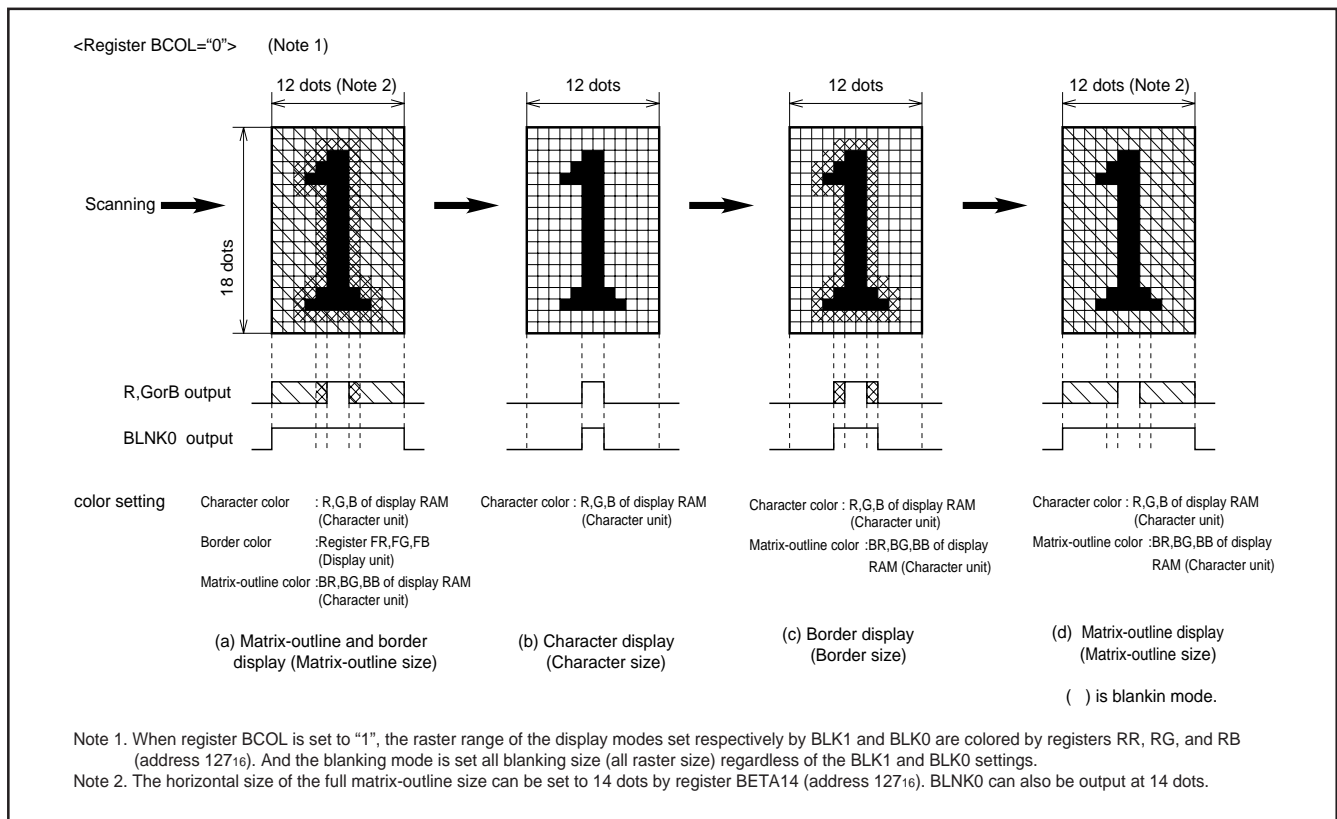 <Register BCOL=“0”> (Note 1)
12 dots (Note 2)
12 dots
12 dots
12 dots (Note 2)
Scanning
18 dots
R,GorB output
BLNK0 output
color setting
Character color : R,G,B of display RAM
(Character unit)
Border color :Register FR,FG,FB
(Display unit)
Matrix-outline color :BR,BG,BB of display RAM
(Character unit)
(a) Matrix-outline and border
display (Matrix-outline size)
Character color : R,G,B of display RAM
(Character unit)
(b) Character display
(Character size)
Character color : R,G,B of display RAM
(Character unit)
Matrix-outline color :BR,BG,BB of display
RAM (Character unit)
(c) Border display
(Border size)
Character color : R,G,B of display RAM
(Character unit)
Matrix-outline color :BR,BG,BB of display
RAM (Character unit)
(d) Matrix-outline display
(Matrix-outline size)
( ) is blankin mode.
Note 1. When register BCOL is set to “1”, the raster range of the display modes set respectively by BLK1 and BLK0 are colored by registers RR, RG, and RB
(address 12716). And the blanking mode is set all blanking size (all raster size) regardless of the BLK1 and BLK0 settings.
Note 2. The horizontal size of the full matrix-outline size can be set to 14 dots by register BETA14 (address 12716). BLNK0 can also be output at 14 dots.